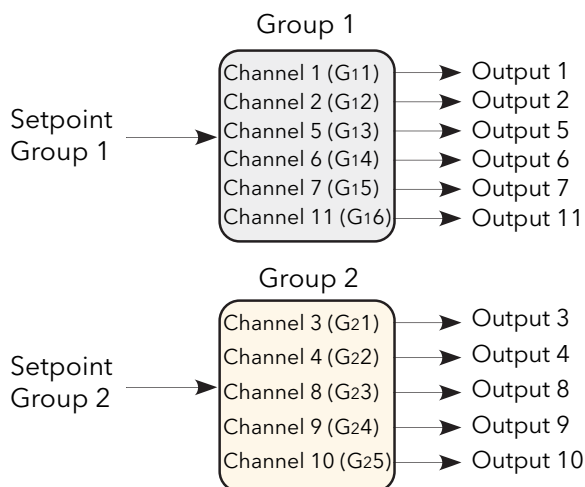 Group 1
Setpoint
Group 1
Channel 1 (G11)
Channel 2 (G12)
Channel 5 (G13)
Channel 6 (G14)
Channel 7 (G15)
Channel 11 (G16)
Output 1
Output 2
Output 5
Output 6
Output 7
Output 11
Group 2
Setpoint
Group 2
Channel 3 (G21)
Channel 4 (G22)
Channel 8 (G23)
Channel 9 (G24)
Channel 10 (G25)
Output 3
Output 4
Output 8
Output 9
Output 10